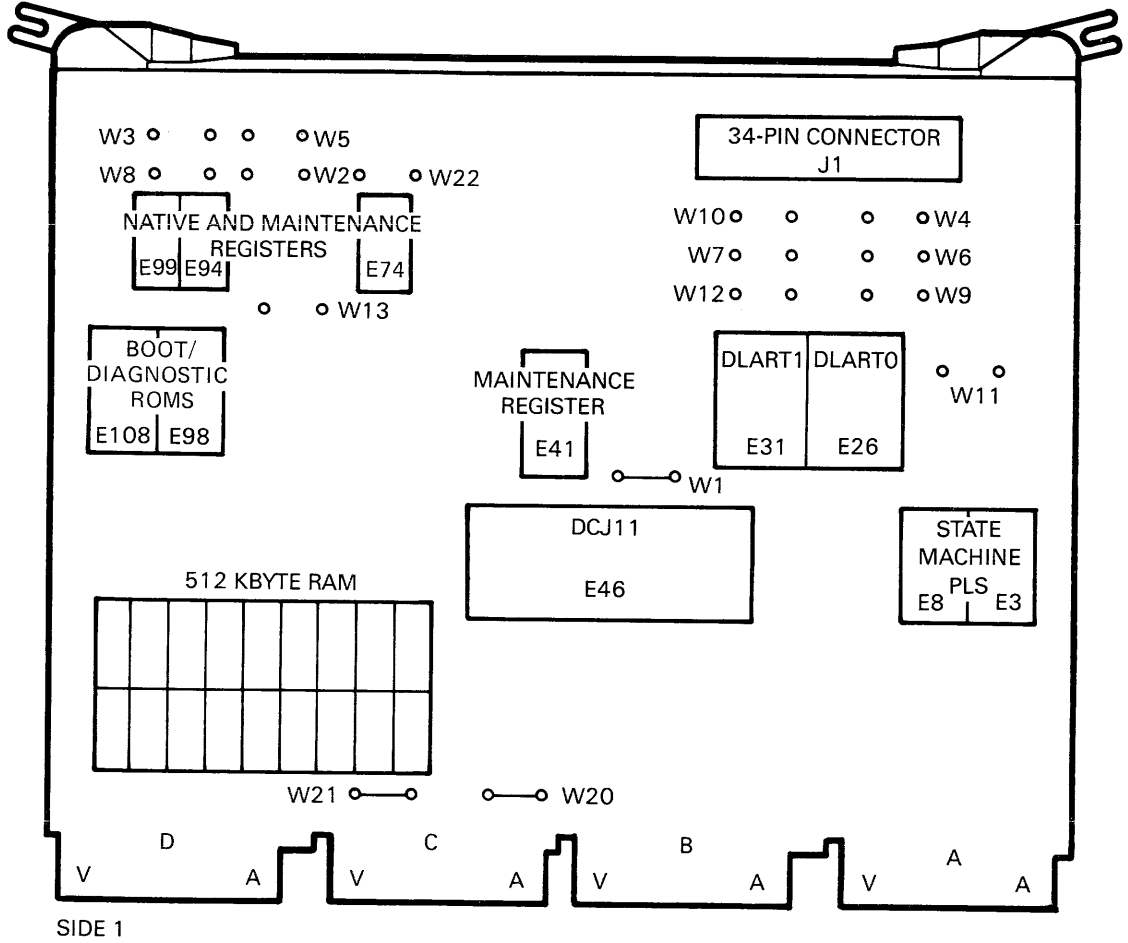 W3 W5
34-PIN CONNECTOR
J1
W8 W2 W22
W10 W4
NATIVE AND MAINTENANCE
REGISTERS
W7 W6
E99 E94 E74
W12 W9
W13
BOOT/
DIAGNOSTIC
ROMS
E108 E98
MAINTENANCE
REGISTER
E41
DLART1 DLART0
E31 E26
W11
W1
DCJ11
E46
STATE
MACHINE
PLS
E8 E3
512 KBYTE RAM
W21 W20
D C B A
V A V A V A V A
SIDE 1